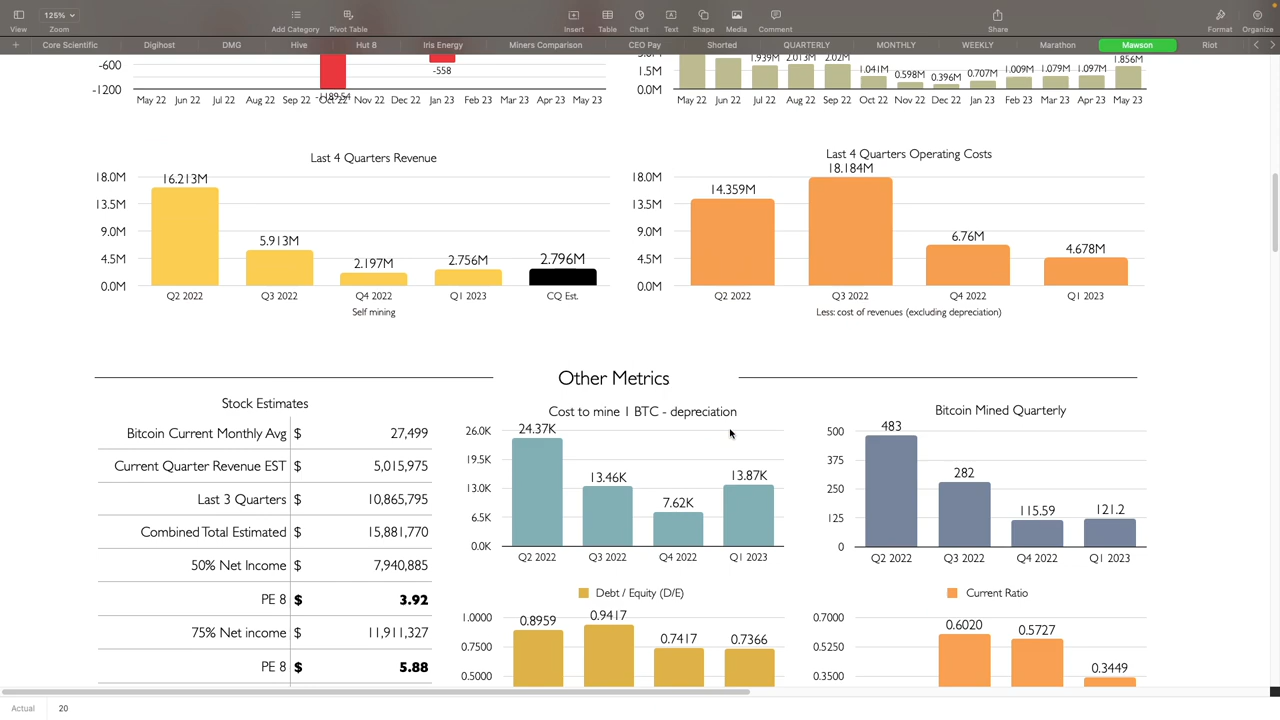 125%
View
Zoom
Add Category
Pivot Table
Insert
Table
Chart
Text
Shape
Media
Comment
Share
Format
Organize
Core Scientific
Digihost
DMG
Hive
Hut 8
Iris Energy
Miners Comparison
CEO Pay
Shorted
QUARTERLY
MONTHLY
WEEKLY
Marathon
Mawson
Riot
-600
-1200
-558
May 22 Jun 22 Jul 22 Aug 22 Sep 22 Oct 22 Nov 22 Dec 22 Jan 23 Feb 23 Mar 23 Apr 23 May 23
1.5M
0.0M
1.939M 2.013M 2.02M 1.041M 0.598M 0.396M 0.707M 1.009M 1.079M 1.097M 1.856M
May 22 Jun 22 Jul 22 Aug 22 Sep 22 Oct 22 Nov 22 Dec 22 Jan 23 Feb 23 Mar 23 Apr 23 May 23
Last 4 Quarters Revenue
18.0M
13.5M
9.0M
4.5M
0.0M
16.213M
5.913M
2.197M
2.756M
2.796M
Q2 2022 Q3 2022 Q4 2022 Q1 2023 CQ Est.
Self mining
Last 4 Quarters Operating Costs
18.0M
13.5M
9.0M
4.5M
0.0M
14.359M
18.184M
6.76M
4.678M
Q2 2022 Q3 2022 Q4 2022 Q1 2023
Less: cost of revenues (excluding depreciation)
Other Metrics
Stock Estimates
Bitcoin Current Monthly Avg $ 27,499
Current Quarter Revenue EST $ 5,015,975
Last 3 Quarters $ 10,865,795
Combined Total Estimated $ 15,881,770
50% Net Income $ 7,940,885
PE 8 $ 3.92
75% Net income $ 11,911,327
PE 8 $ 5.88
Cost to mine 1 BTC - depreciation
26.0K
19.5K
13.0K
6.5K
0.0K
24.37K
13.46K
7.62K
13.87K
Q2 2022 Q3 2022 Q4 2022 Q1 2023
Bitcoin Mined Quarterly
500
375
250
125
0
483
282
115.59
121.2
Q2 2022 Q3 2022 Q4 2022 Q1 2023
Debt / Equity (D/E)
1.0000
0.7500
0.5000
0.8959
0.9417
0.7417
0.7366
Current Ratio
0.7000
0.5250
0.3500
0.6020
0.5727
0.3449
Actual 20